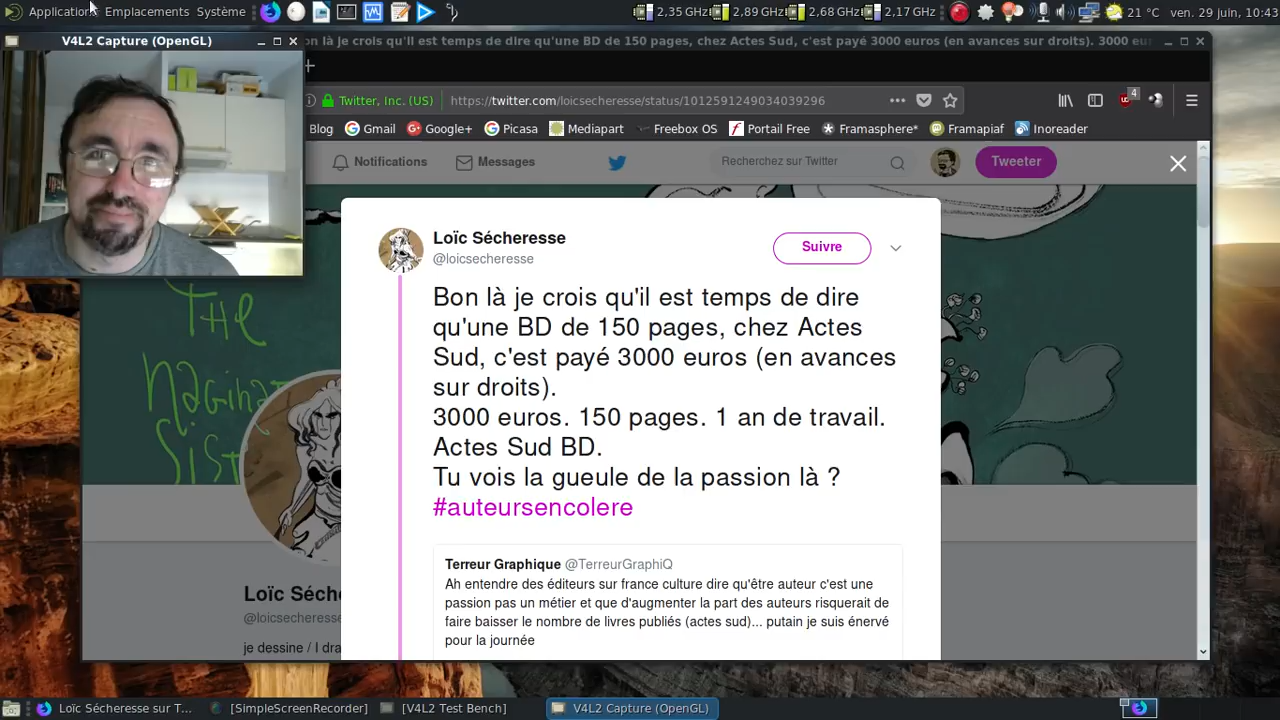 Applications Emplacements Système
2,35 GHz 2,89 GHz 2,68 GHz 2,17 GHz 21 °C ven. 29 juin, 10:43
V4L2 Capture (OpenGL)
on là je crois qu'il est temps de dire qu'une BD de 150 pages, chez Actes Sud, c'est payé 3000 euros (en avances sur droits). 3000 eu
Twitter, Inc. (US) https://twitter.com/loicsecheresse/status/1012591249034039296
4
Blog Gmail Google+ Picasa Mediapart Freebox OS Portail Free Framasphere* Framapiaf Inoreader
Notifications Messages Recherchez sur Twitter Tweeter
Loïc Sécheresse
@loicsecheresse
Suivre
Bon là je crois qu'il est temps de dire
qu'une BD de 150 pages, chez Actes
Sud, c'est payé 3000 euros (en avances
sur droits).
3000 euros. 150 pages. 1 an de travail.
Actes Sud BD.
Tu vois la gueule de la passion là ?
#auteursencolere
Terreur Graphique @TerreurGraphiQ
Ah entendre des éditeurs sur france culture dire qu'être auteur c'est une
passion pas un métier et que d'augmenter la part des auteurs risquerait de
faire baisser le nombre de livres publiés (actes sud)... putain je suis énervé
pour la journée
THE
Loïc Séche
@loicsecheresse
je dessine / I dra
Loïc Sécheresse sur T... [SimpleScreenRecorder] [V4L2 Test Bench] V4L2 Capture (OpenGL)